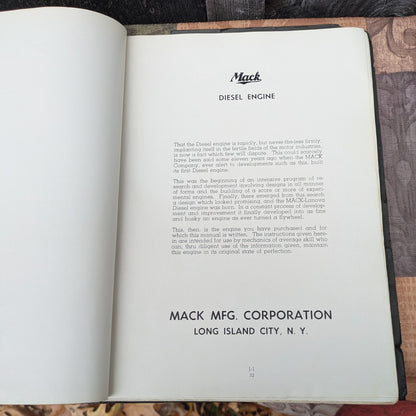 Mack
DIESEL ENGINE
That the Diesel engine is rapidly, but never-the-less firmly,
implanting itself in the fertile fields of the motor industries,
is now a fact which few will dispute. This could scarcely
have been said some eleven years ago when the MACK
Company, ever alert to developments such as this, built
its first Diesel engine.
This was the beginning of an intensive program of re-
search and development involving designs in all manner
of forms and the building of a score or more of experi-
mental engines. Finally, there emerged from this search
a design which looked promising, and the MACK-Lanova
Diesel engine was born. In a constant process of develop-
ment and improvement it finally developed into as fine
and husky an engine as ever turned a flywheel.
This, then, is the engine you have purchased and for
which this manual is written. The instructions given here-
in are intended for use by mechanics of average skill who
can, thru diligent use of the information given, maintain
this engine in its original state of perfection.
MACK MFG. CORPORATION
LONG ISLAND CITY, N. Y.
1-1